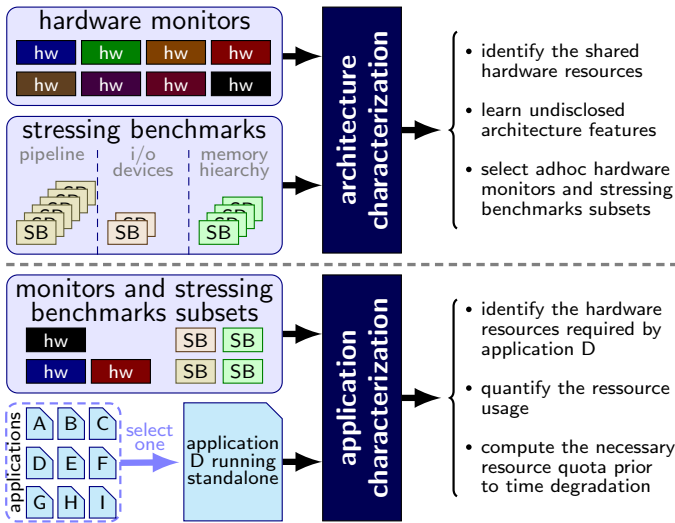 hardware monitors
hw hw hw hw
hw hw hw hw
stressing benchmarks
pipeline
i/o
devices
memory
hiearchy
SB
SB
SB
architecture
characterization
• identify the shared
hardware resources
• learn undisclosed
architecture features
• select adhoc hardware
monitors and stressing
benchmarks subsets
monitors and stressing
benchmarks subsets
hw
hw hw
SB SB
SB SB
applications
A B C
D E F
G H I
select
one
application
D running
standalone
application
characterization
• identify the hardware
resources required by
application D
• quantify the ressource
usage
• compute the necessary
resource quota prior
to time degradation